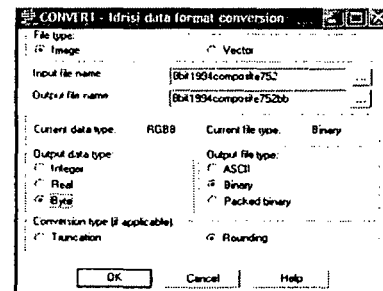 CONVERT - Idrisi data format conversion
File type:
Image Vector
Input file name 8bit1994composite752 ...
Output file name 8bit1994composite752bb ...
Current data type: RGB8 Current file type: Binary
Output data type: Output file type:
Integer ASCII
Real Binary
Byte Packed binary
Conversion type (if applicable):
Truncation Rounding
OK Cancel Help